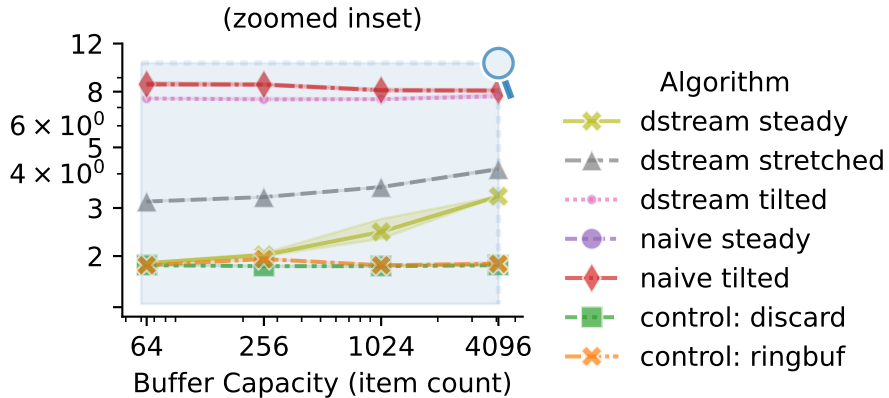 (zoomed inset)
12
8
6 × 10⁰
5
4 × 10⁰
3
2
64 256 1024 4096
Buffer Capacity (item count)
Algorithm
dstream steady
dstream stretched
dstream tilted
naive steady
naive tilted
control: discard
control: ringbuf